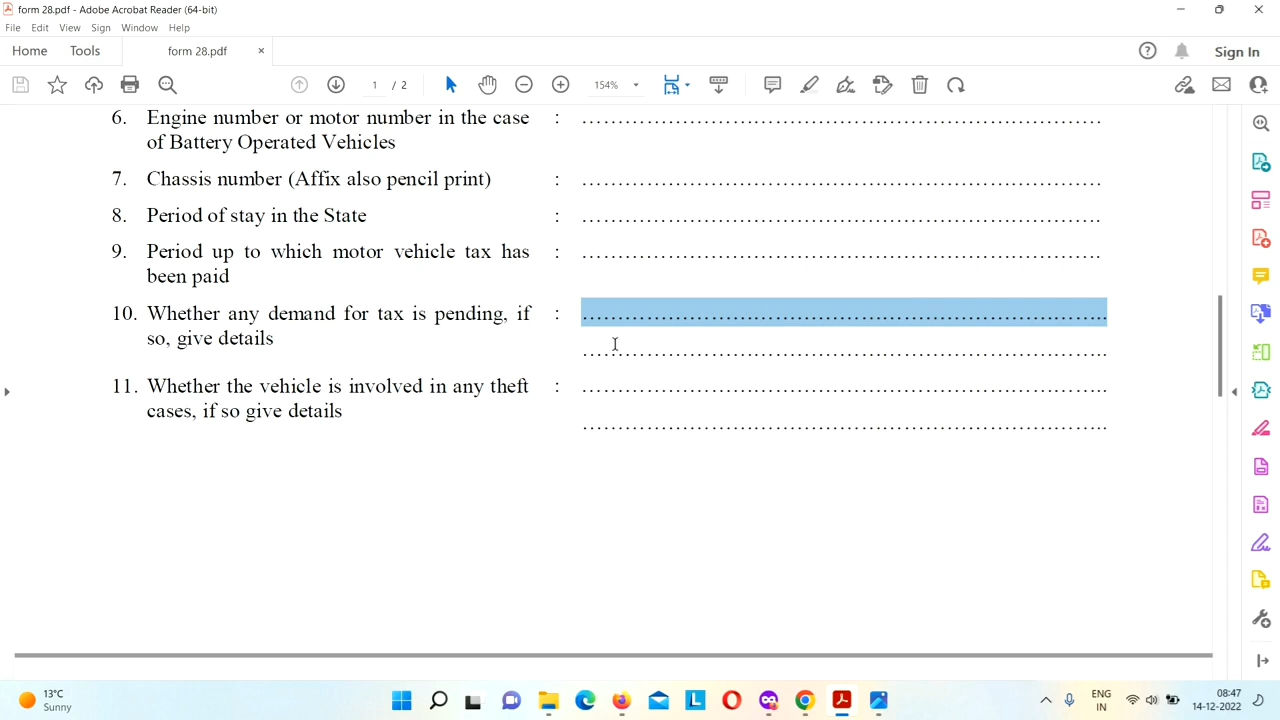 form 28.pdf - Adobe Acrobat Reader (64-bit)
File Edit View Sign Window Help
Home Tools form 28.pdf × Sign In
1 / 2 154%
6. Engine number or motor number in the case : ..........................................................................
of Battery Operated Vehicles
7. Chassis number (Affix also pencil print) : ..........................................................................
8. Period of stay in the State : ..........................................................................
9. Period up to which motor vehicle tax has : ..........................................................................
been paid
10. Whether any demand for tax is pending, if : ..........................................................................
so, give details ..........................................................................
11. Whether the vehicle is involved in any theft : ..........................................................................
cases, if so give details ..........................................................................
13°C
Sunny
ENG
IN
08:47
14-12-2022